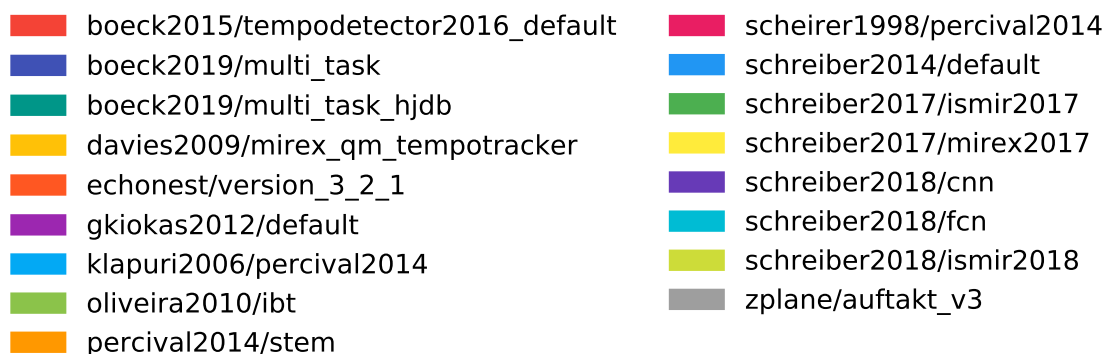 boeck2015/tempodetector2016_default
boeck2019/multi_task
boeck2019/multi_task_hjdb
davies2009/mirex_qm_tempotracker
echonest/version_3_2_1
gkiokas2012/default
klapuri2006/percival2014
oliveira2010/ibt
percival2014/stem
scheirer1998/percival2014
schreiber2014/default
schreiber2017/ismir2017
schreiber2017/mirex2017
schreiber2018/cnn
schreiber2018/fcn
schreiber2018/ismir2018
zplane/auftakt_v3